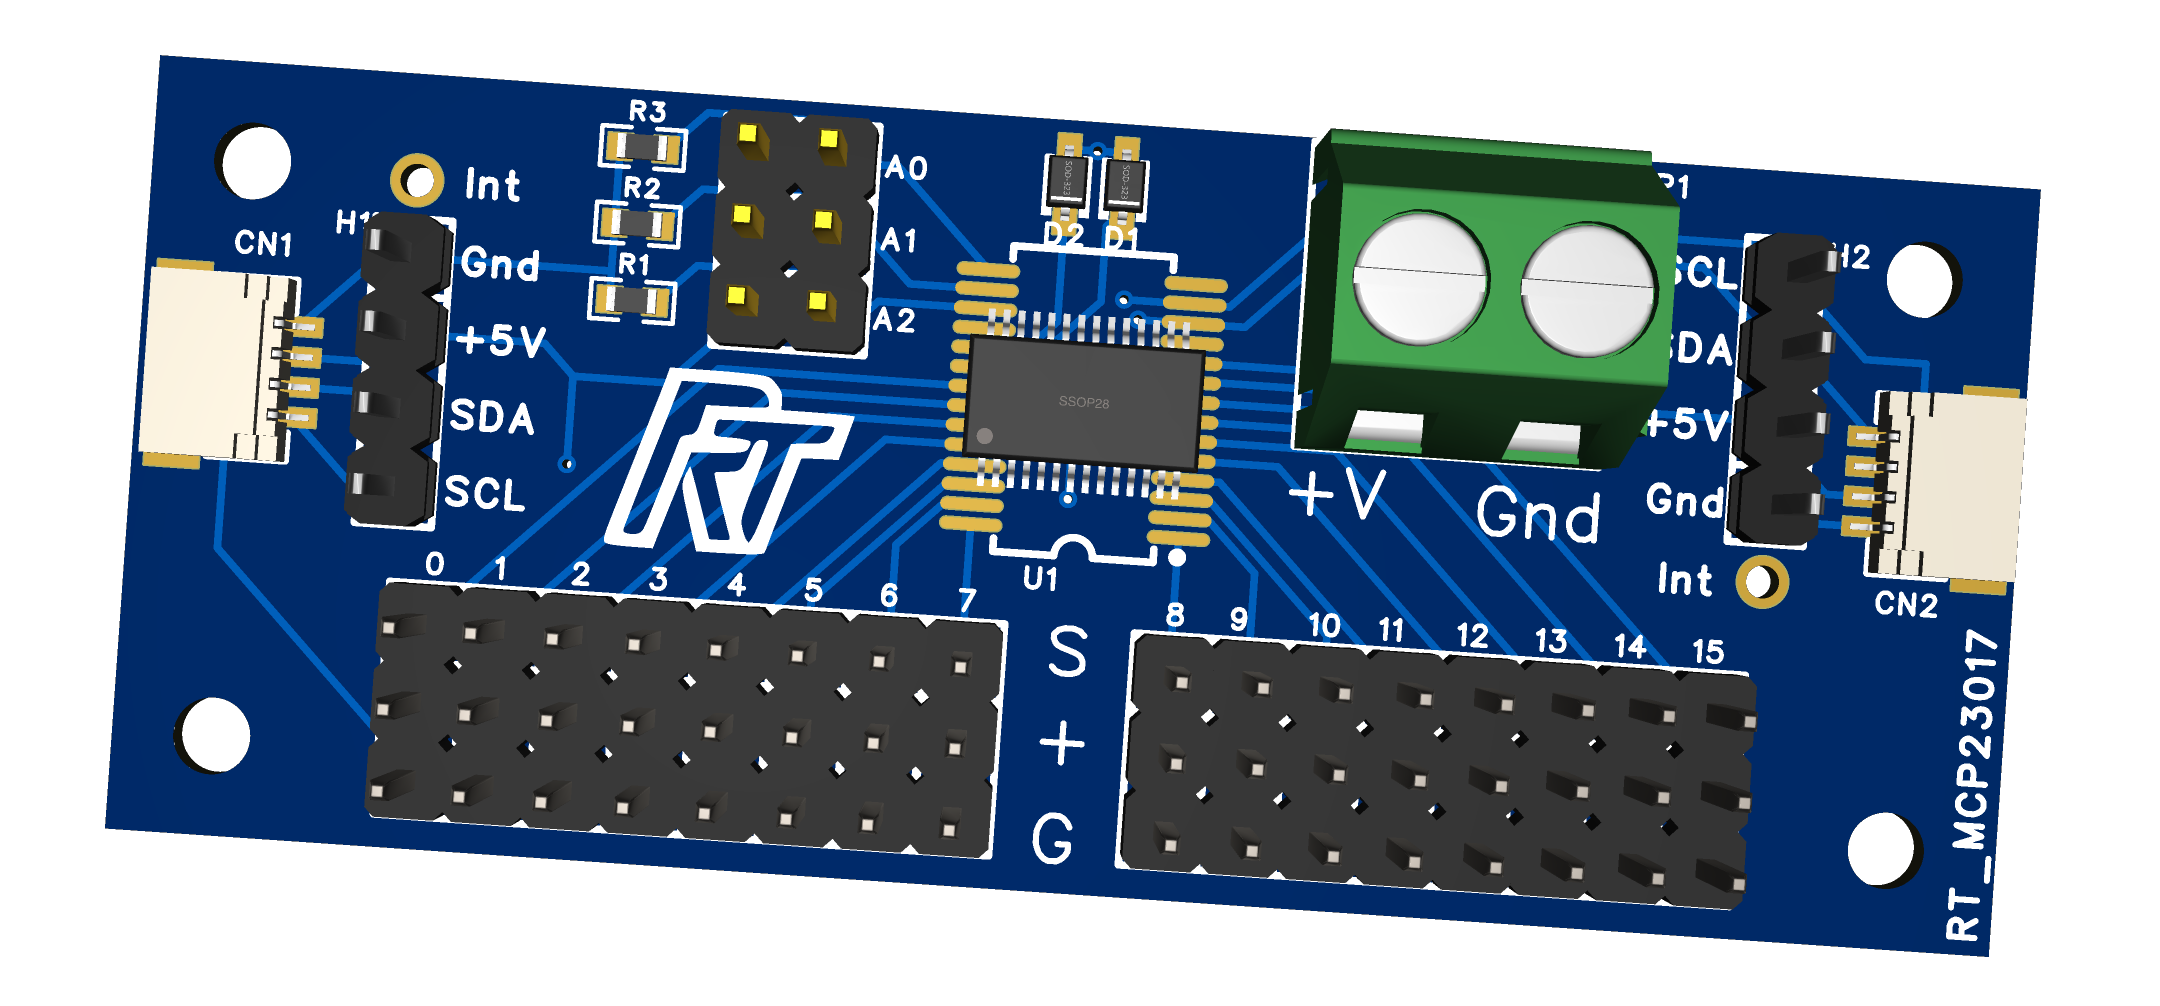 R3
R2
R1
A0
A1
A2
Int
H1
CN1
Gnd
+5V
SDA
SCL
RT
SOD-323
SOD-323
D2
D1
SSOP28
U1
P1
+V
Gnd
H2
SCL
SDA
+5V
Gnd
Int
CN2
0 1 2 3 4 5 6 7
8 9 10 11 12 13 14 15
S
+
G
RT_MCP23017